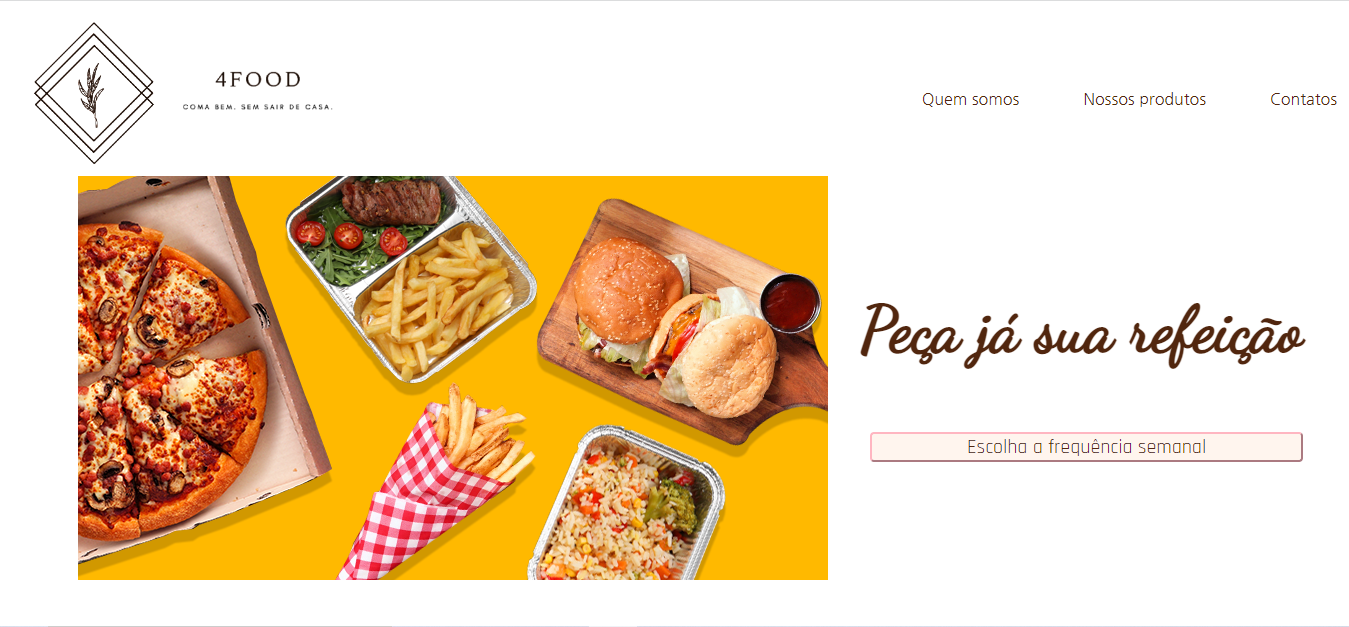 4FOOD
COMA BEM. SEM SAIR DE CASA.
Quem somos
Nossos produtos
Contatos
Peça já sua refeição
Escolha a frequência semanal